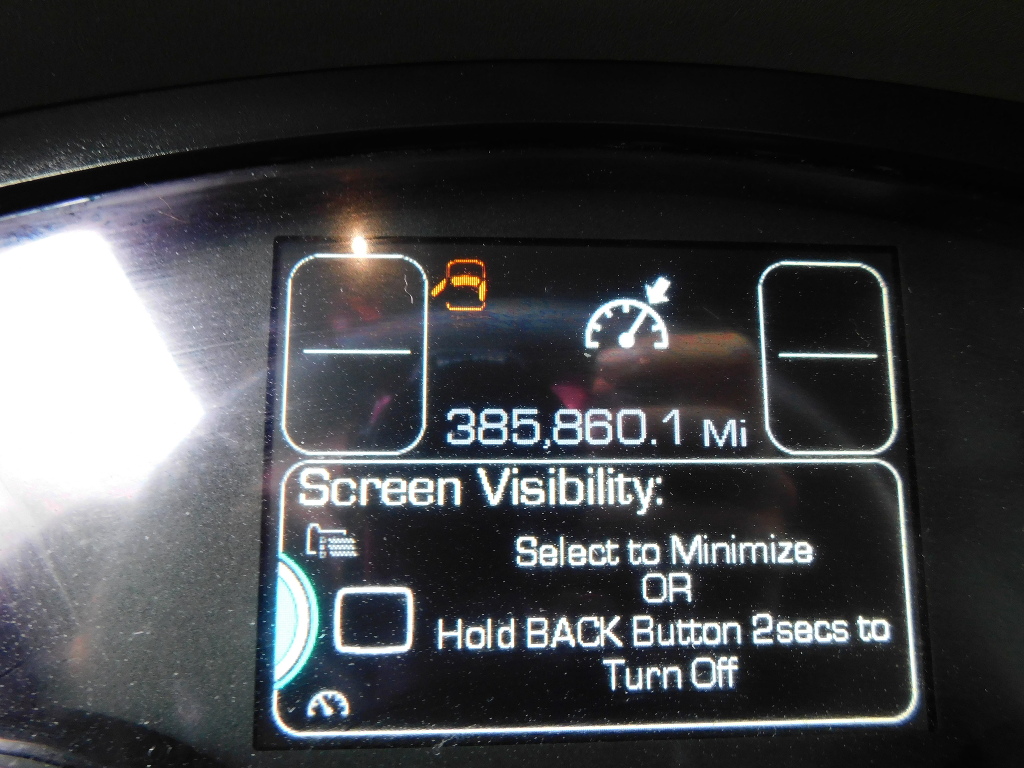 385,860.1 Mi
Screen Visibility:
Select to Minimize
OR
Hold BACK Button 2secs to
Turn Off